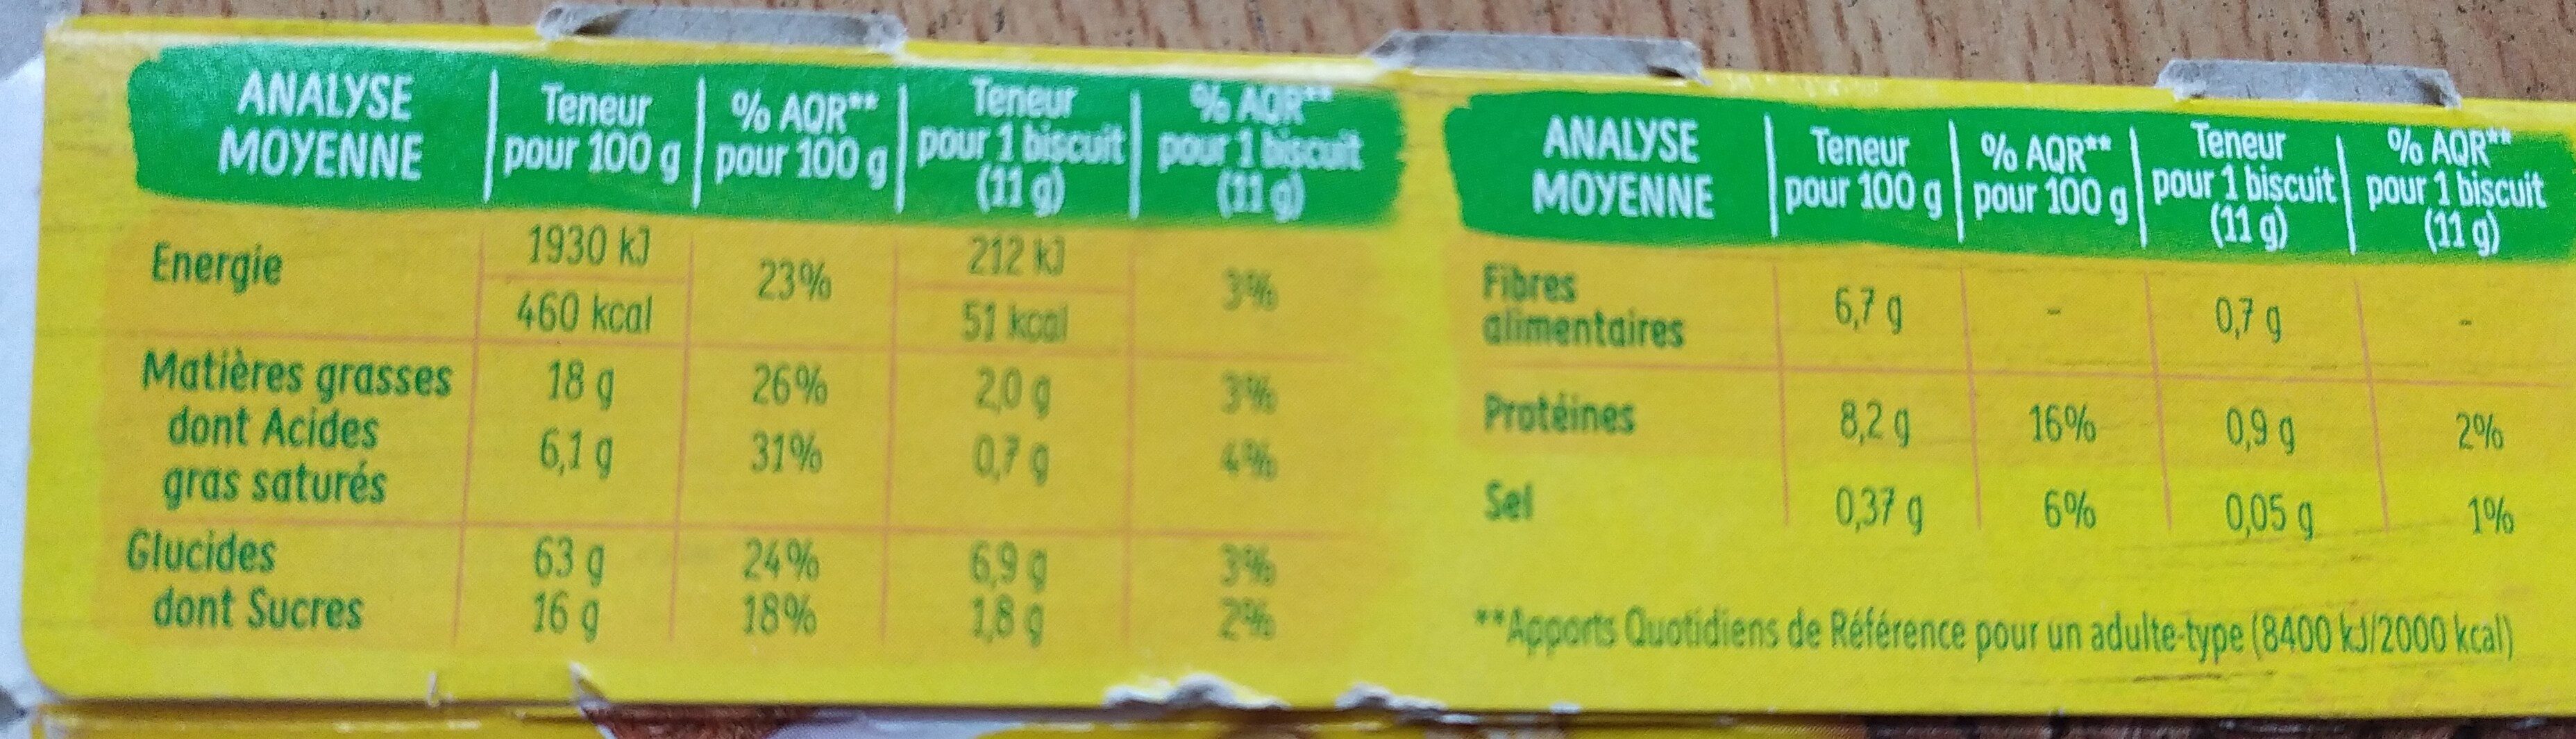 ANALYSE MOYENNE | Teneur pour 100 g | % AQR** pour 100 g | Teneur pour 1 biscuit (11 g) | % AQR** pour 1 biscuit (11 g)
Energie | 1930 kJ 460 kcal | 23% | 212 kJ 51 kcal | 3%
Matières grasses | 18 g | 26% | 2,0 g | 3%
dont Acides gras saturés | 6,1 g | 31% | 0,7 g | 4%
Glucides | 63 g | 24% | 6,9 g | 3%
dont Sucres | 16 g | 18% | 1,8 g | 2%
ANALYSE MOYENNE | Teneur pour 100 g | % AQR** pour 100 g | Teneur pour 1 biscuit (11 g) | % AQR** pour 1 biscuit (11 g)
Fibres alimentaires | 6,7 g | - | 0,7 g | -
Protéines | 8,2 g | 16% | 0,9 g | 2%
Sel | 0,37 g | 6% | 0,05 g | 1%
**Apports Quotidiens de Référence pour un adulte-type (8400 kJ/2000 kcal)